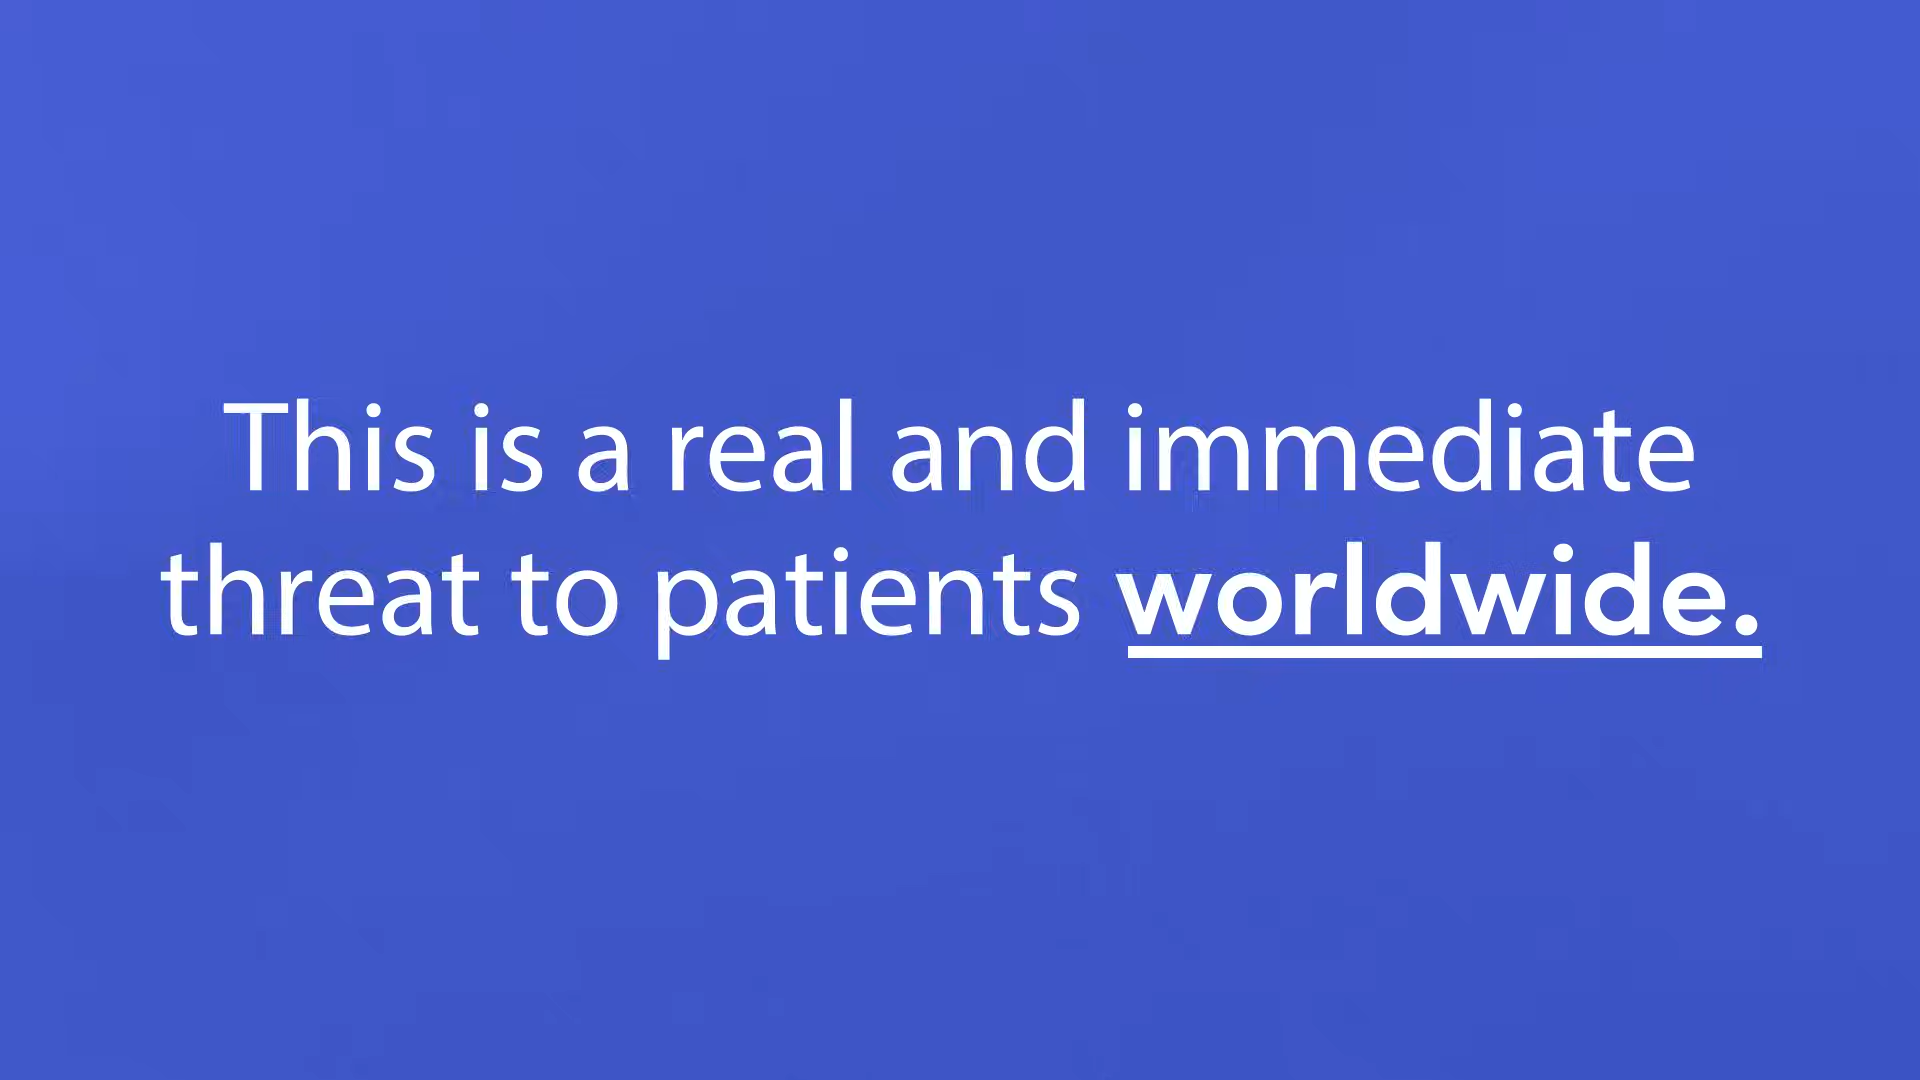 This is a real and immediate
threat to patients worldwide.